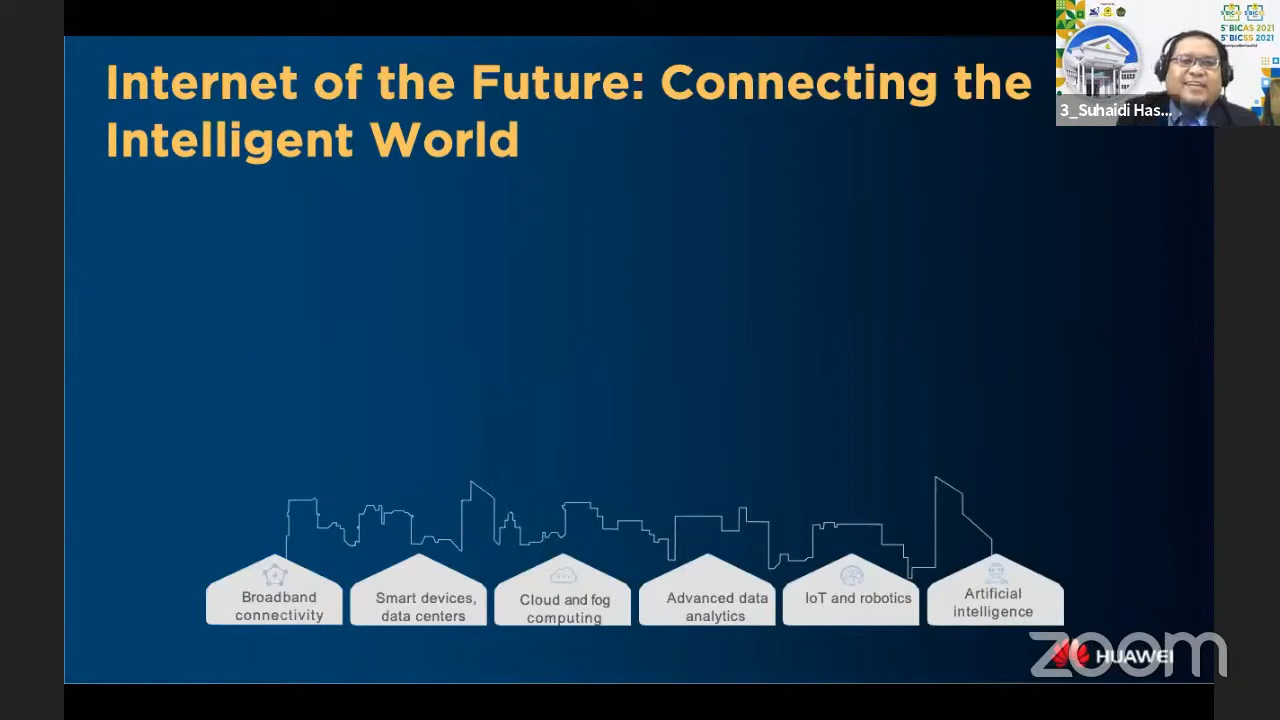 Internet of the Future: Connecting the
Intelligent World
5th BICAS 2021
5th BICSS 2021
3_Suhaidi Has...
Broadband
connectivity
Smart devices,
data centers
Cloud and fog
computing
Advanced data
analytics
IoT and robotics
Artificial
intelligence
HUAWEI
zoom